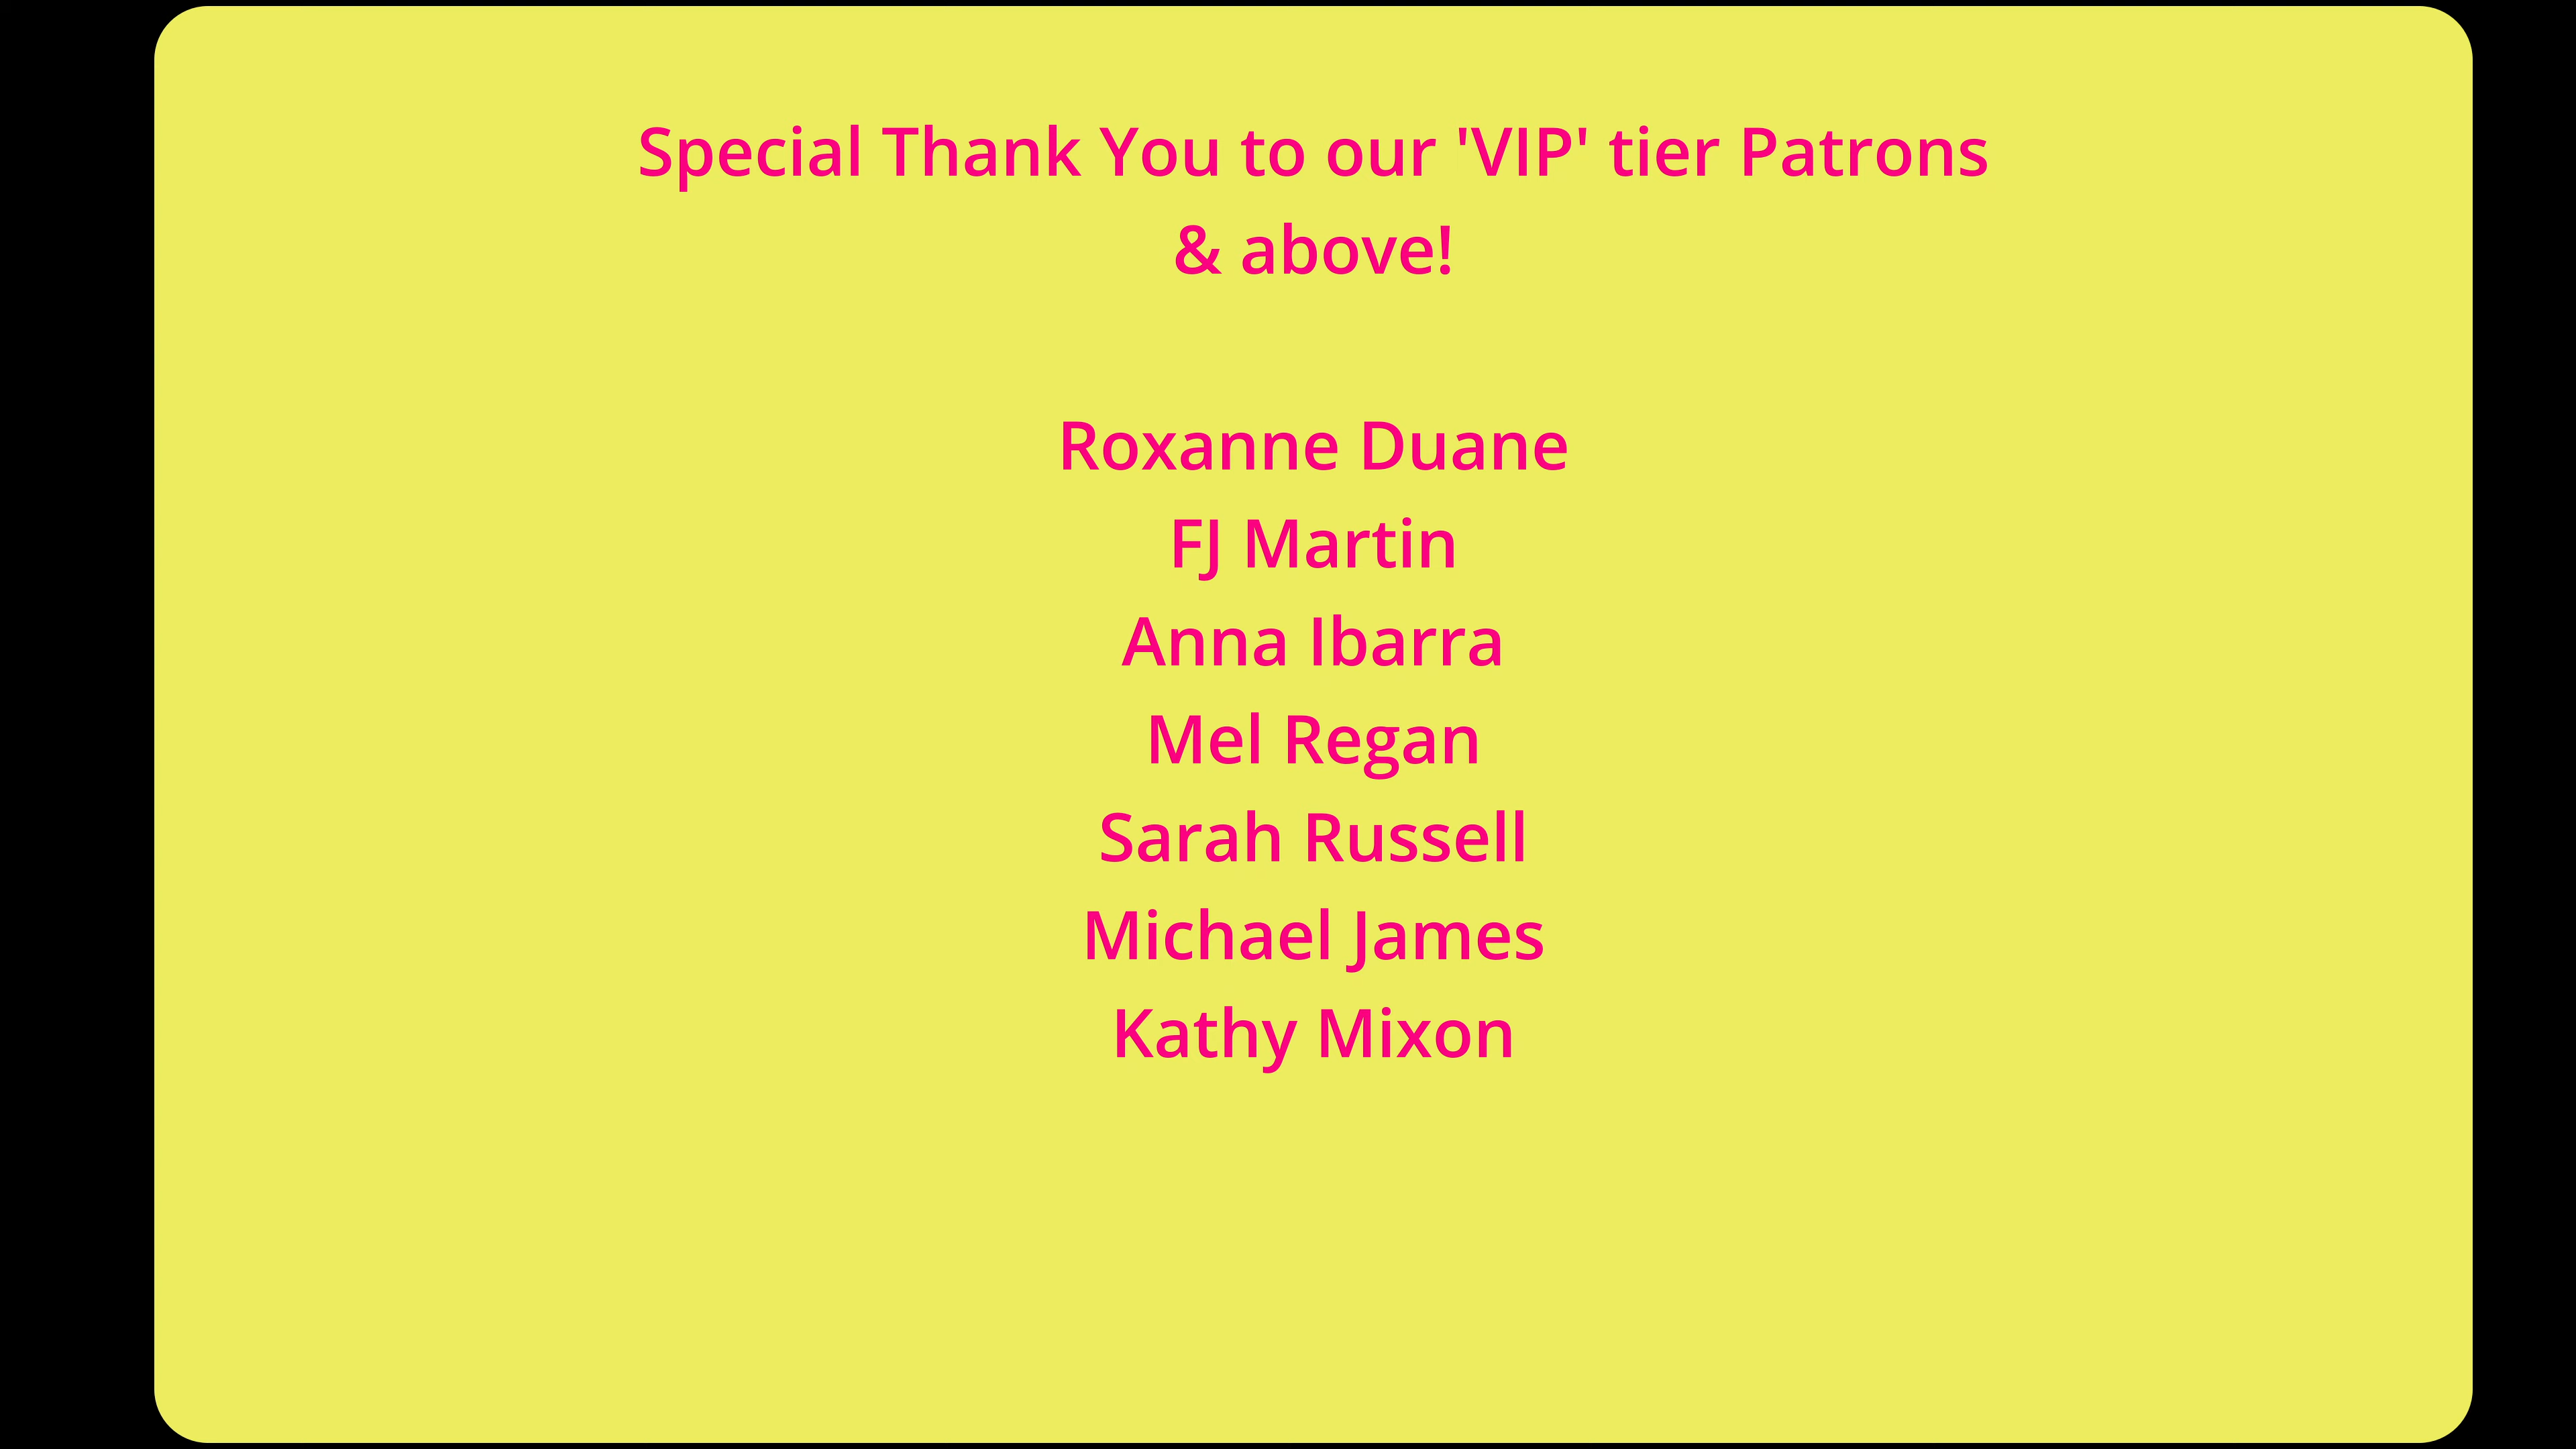 Special Thank You to our 'VIP' tier Patrons
& above!
Roxanne Duane
FJ Martin
Anna Ibarra
Mel Regan
Sarah Russell
Michael James
Kathy Mixon